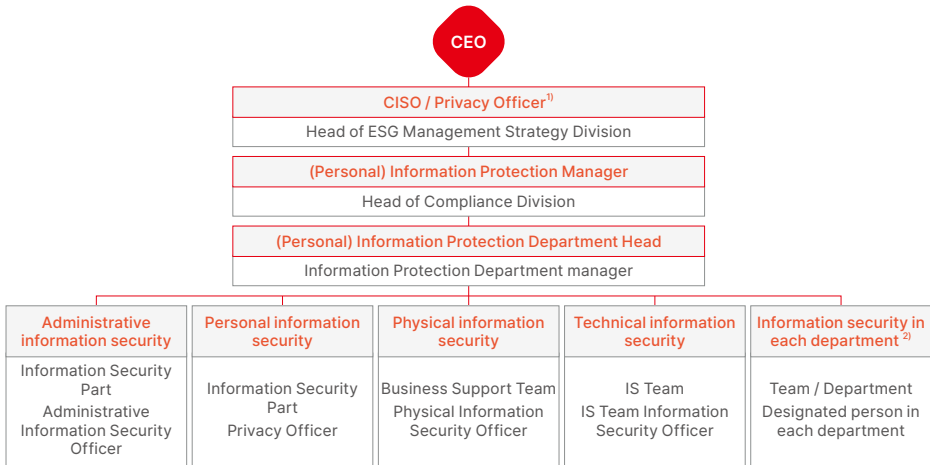 CEO
CISO / Privacy Officer1)
Head of ESG Management Strategy Division
(Personal) Information Protection Manager
Head of Compliance Division
(Personal) Information Protection Department Head
Information Protection Department manager
Administrative
information security
Information Security
Part
Administrative
Information Security
Officer
Personal information
security
Information Security
Part
Privacy Officer
Physical information
security
Business Support Team
Physical Information
Security Officer
Technical information
security
IS Team
IS Team Information
Security Officer
Information security in
each department 2)
Team / Department
Designated person in
each department